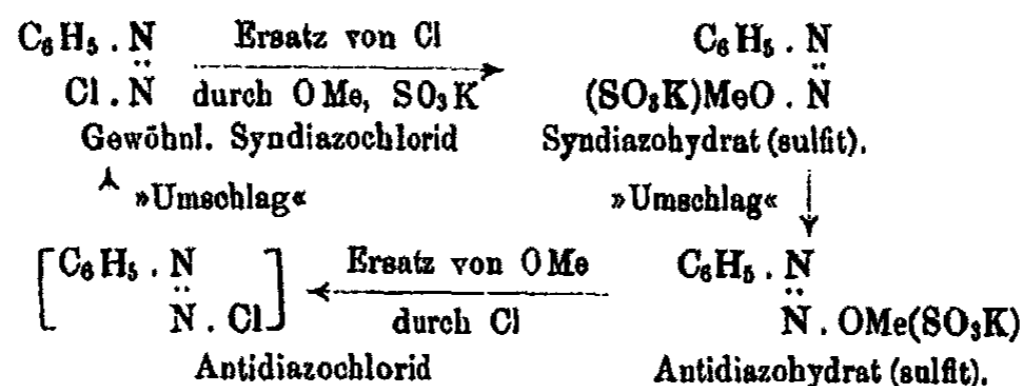 C₆H₅ . N Ersatz von Cl C₆H₅ . N
Cl . N durch OMe, SO₃K (SO₃K)MeO . N
Gewöhnl. Syndiazochlorid Syndiazohydrat (sulfit).
»Umschlag« »Umschlag«
[C₆H₅ . N Ersatz von OMe C₆H₅ . N
N . Cl] durch Cl N . OMe(SO₃K)
Antidiazochlorid Antidiazohydrat (sulfit).